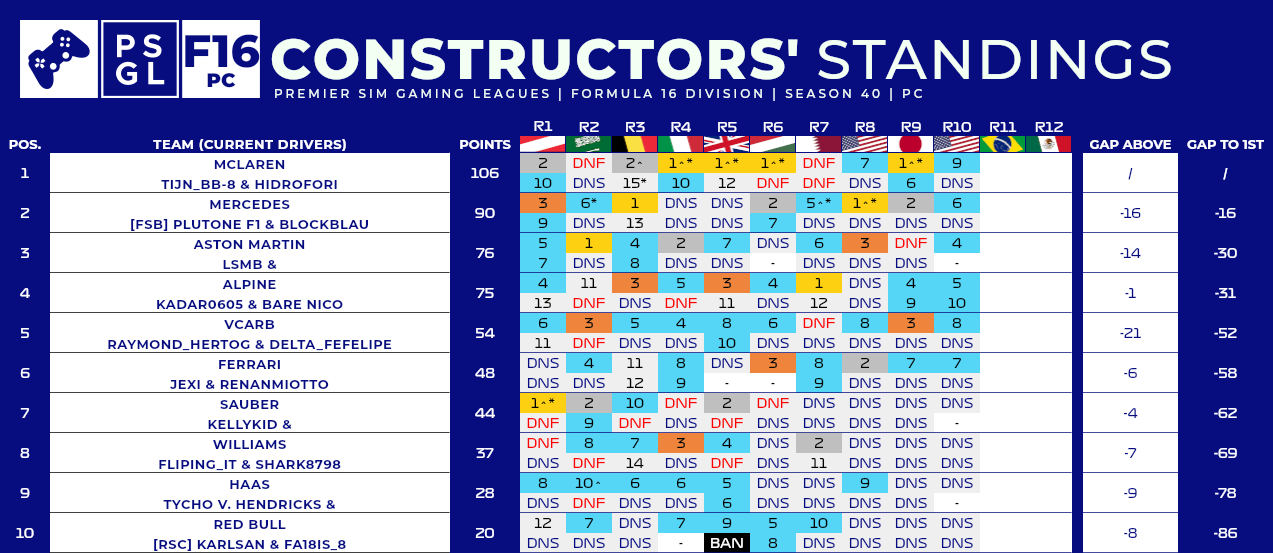 PS GL F16 PC CONSTRUCTORS' STANDINGS
PREMIER SIM GAMING LEAGUES | FORMULA 16 DIVISION | SEASON 40 | PC
R1 R2 R3 R4 R5 R6 R7 R8 R9 R10 R11 R12
POS. TEAM (CURRENT DRIVERS) POINTS GAP ABOVE GAP TO 1ST
MCLAREN 2 DNF 2^ 1^* 1^* 1^* DNF 7 1^* 9
1 106 / /
TIJN_BB-8 & HIDROFORI 10 DNS 15* 10 12 DNF DNF DNS 6 DNS
MERCEDES 3 6* 1 DNS DNS 2 5^* 1^* 2 6
2 90 -16 -16
[FSB] PLUTONE F1 & BLOCKBLAU 9 DNS 13 DNS DNS 7 DNS DNS DNS DNS
ASTON MARTIN 5 1 4 2 7 DNS 6 3 DNF 4
3 76 -14 -30
LSMB & 7 DNS 8 DNS DNS - DNS DNS DNS -
ALPINE 4 11 3 5 3 4 1 DNS 4 5
4 75 -1 -31
KADAR0605 & BARE NICO 13 DNF DNS DNF 11 DNS 12 DNS 9 10
VCARB 6 3 5 4 8 6 DNF 8 3 8
5 54 -21 -52
RAYMOND_HERTOG & DELTA_FEFELIPE 11 DNF DNS DNS 10 DNS DNS DNS DNS DNS
FERRARI DNS 4 11 8 DNS 3 8 2 7 7
6 48 -6 -58
JEXI & RENANMIOTTO DNS DNS 12 9 - - 9 DNS DNS DNS
SAUBER 1^* 2 10 DNF 2 DNF DNS DNS DNS DNS
7 44 -4 -62
KELLYKID & DNF 9 DNF DNS DNF DNS DNS DNS DNS -
WILLIAMS DNF 8 7 3 4 DNS 2 DNS DNS DNS
8 37 -7 -69
FLIPING_IT & SHARK8798 DNS DNF 14 DNS DNF DNS 11 DNS DNS DNS
HAAS 8 10^ 6 6 5 DNS DNS 9 DNS DNS
9 28 -9 -78
TYCHO V. HENDRICKS & DNS DNF DNS DNS 6 DNS DNS DNS DNS -
RED BULL 12 7 DNS 7 9 5 10 DNS DNS DNS
10 20 -8 -86
[RSC] KARLSAN & FA18IS_8 DNS DNS DNS - BAN 8 DNS DNS DNS DNS